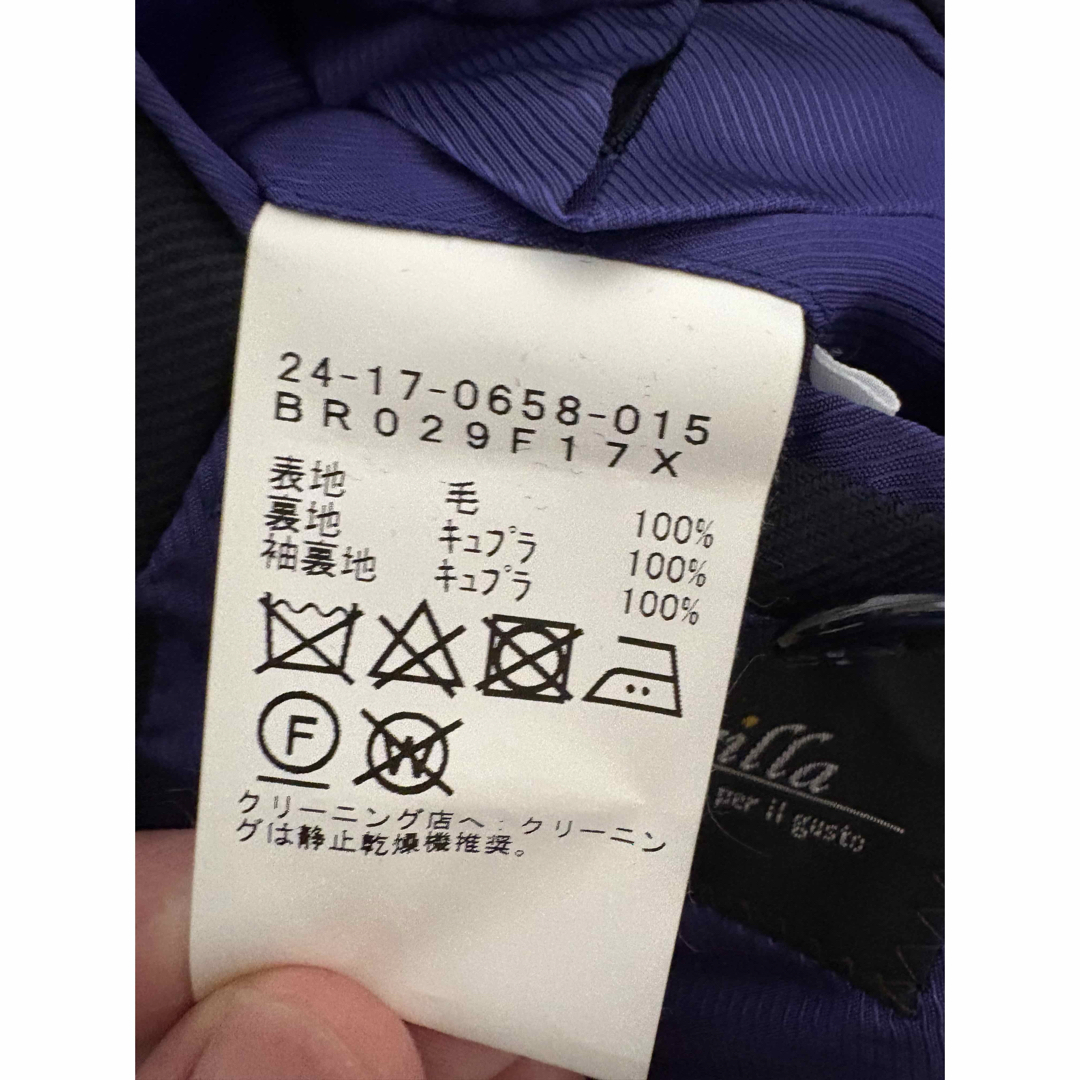 24-17-0658-015
BR029F17X
表地 毛 100%
裏地 キュプラ 100%
袖裏地 キュプラ 100%
F
W
クリーニング店へ:クリーニン
グは静止乾燥機推奨。
per il gusto